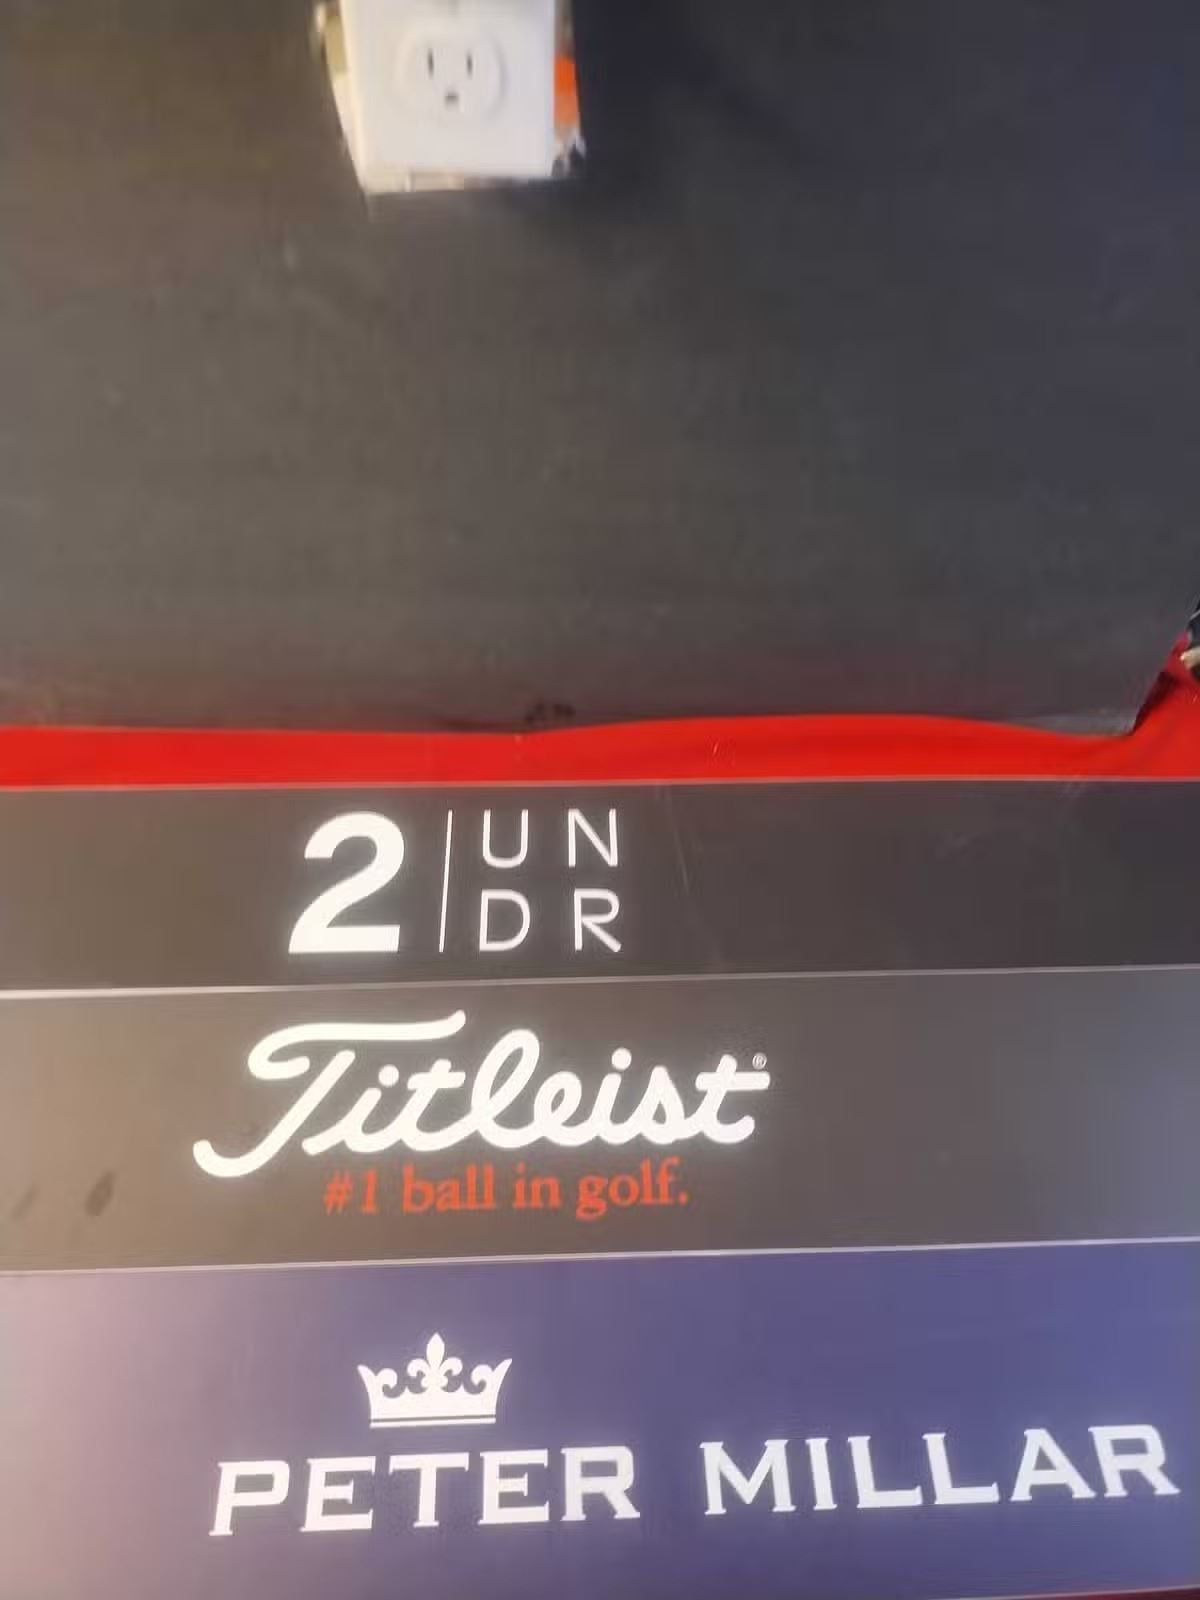 2 UN
DR
Titleist®
#1 ball in golf.
PETER MILLAR